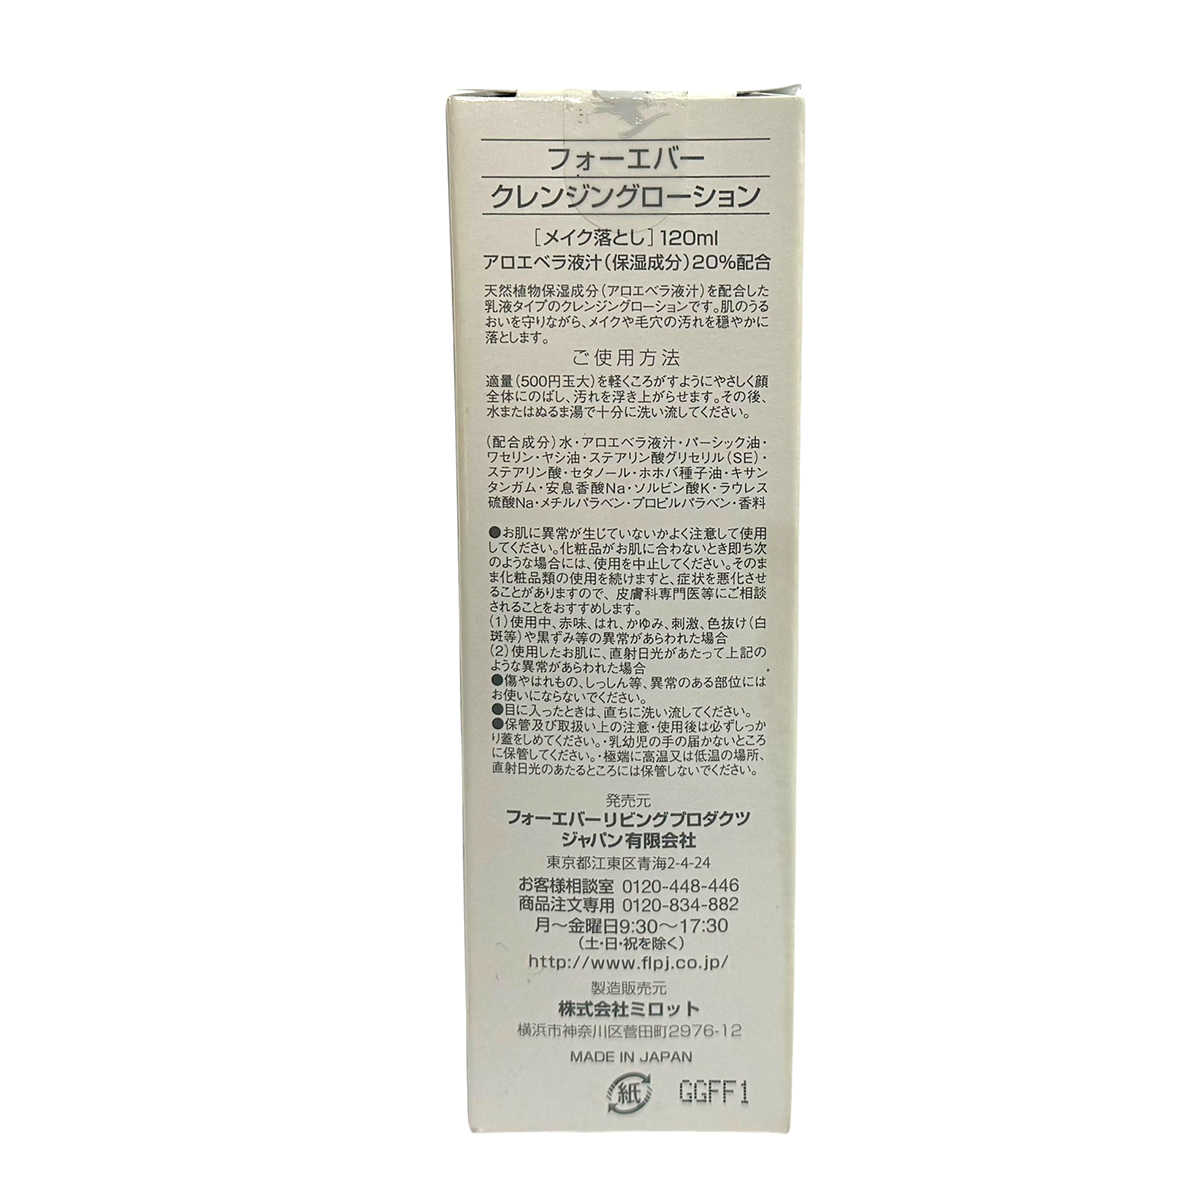 フォーエバー
クレンジングローション
［メイク落とし］120ml
アロエベラ液汁（保湿成分）20%配合
天然植物保湿成分（アロエベラ液汁）を配合した
乳液タイプのクレンジングローションです。肌のうる
おいを守りながら、メイクや毛穴の汚れを穏やかに
落とします。
ご使用方法
適量（500円玉大）を軽くころがすようにやさしく顔
全体にのばし、汚れを浮き上がらせます。その後、
水またはぬるま湯で十分に洗い流してください。
（配合成分）水・アロエベラ液汁・パーシック油・
ワセリン・ヤシ油・ステアリン酸グリセリル（SE）・
ステアリン酸・セタノール・ホホバ種子油・キサン
タンガム・安息香酸Na・ソルビン酸K・ラウレス
硫酸Na・メチルパラベン・プロピルパラベン・香料
●お肌に異常が生じていないかよく注意して使用
してください。化粧品がお肌に合わないとき即ち次
のような場合には、使用を中止してください。そのま
ま化粧品類の使用を続けますと、症状を悪化させ
ることがありますので、皮膚科専門医等にご相談
されることをおすすめします。
（1）使用中、赤味、はれ、かゆみ、刺激、色抜け（白
斑等）や黒ずみ等の異常があらわれた場合
（2）使用したお肌に、直射日光があたって上記の
ような異常があらわれた場合
●傷やはれもの、しっしん等、異常のある部位には
お使いにならないでください。
●目に入ったときは、直ちに洗い流してください。
●保管及び取扱い上の注意・使用後は必ずしっか
り蓋をしめてください。・乳幼児の手の届かないところ
に保管してください。・極端に高温又は低温の場所、
直射日光のあたるところには保管しないでください。
発売元
フォーエバーリビングプロダクツ
ジャパン有限会社
東京都江東区青海2-4-24
お客様相談室 0120-448-446
商品注文専用 0120-834-882
月～金曜日9:30～17:30
（土・日・祝を除く）
http://www.flpj.co.jp/
製造販売元
株式会社ミロット
横浜市神奈川区菅田町2976-12
MADE IN JAPAN
紙 GGFF1